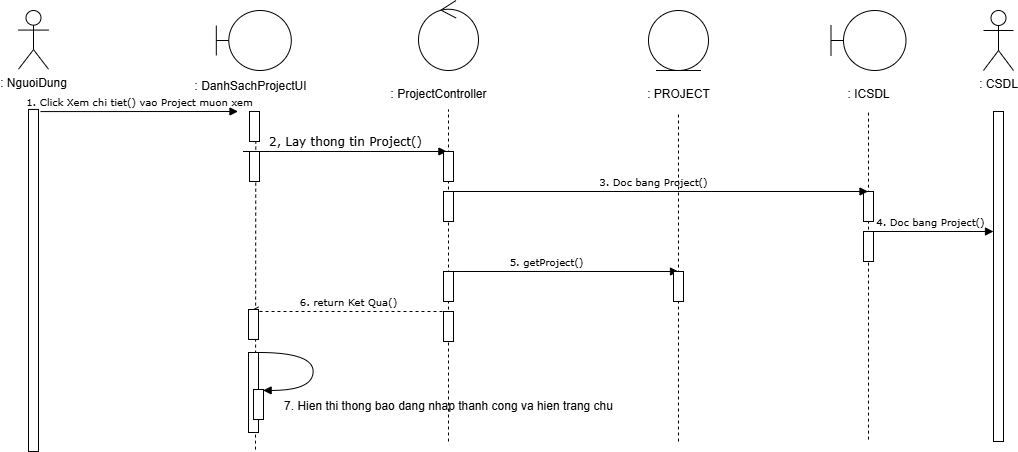 : NguoiDung
: DanhSachProjectUI
: ProjectController
: PROJECT
: ICSDL
: CSDL
1. Click Xem chi tiet() vao Project muon xem
2, Lay thong tin Project()
3. Doc bang Project()
4. Doc bang Project()
5. getProject()
6. return Ket Qua()
7. Hien thi thong bao dang nhap thanh cong va hien trang chu